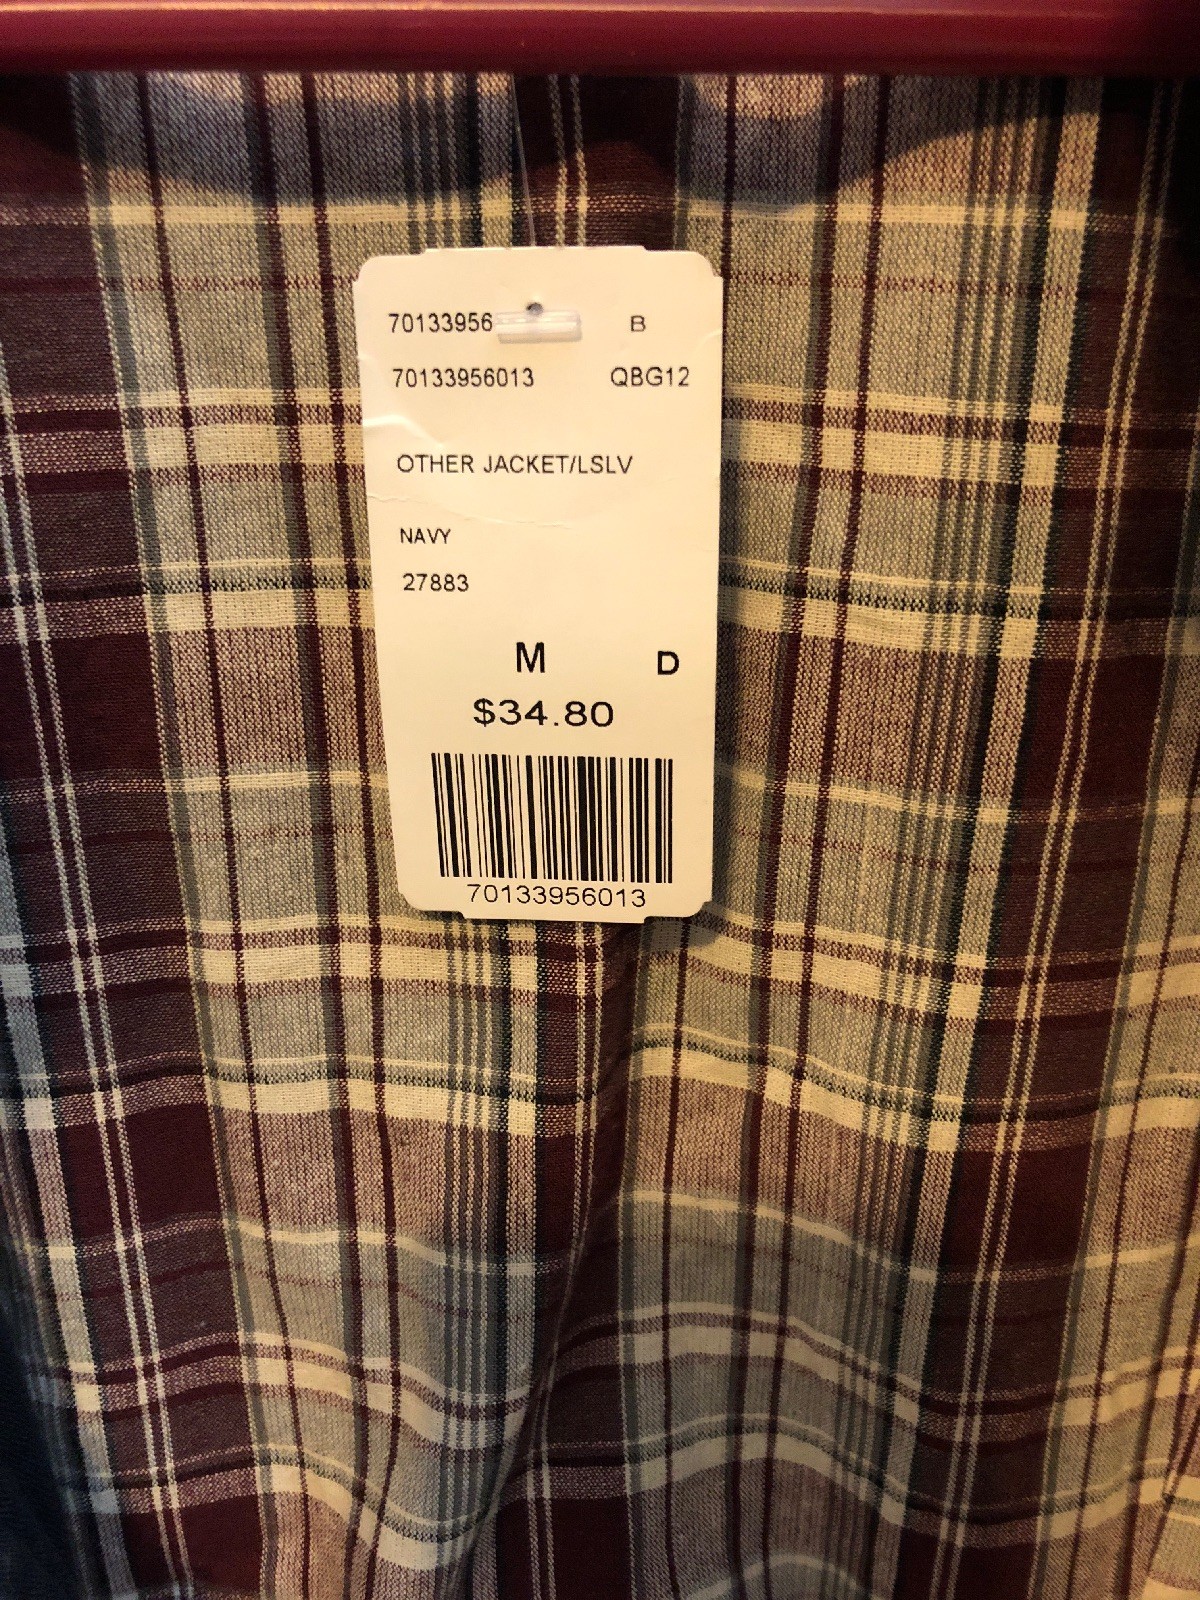 70133956 B
70133956013 QBG12
OTHER JACKET/LSLV
NAVY
27883
M D
$34.80
70133956013